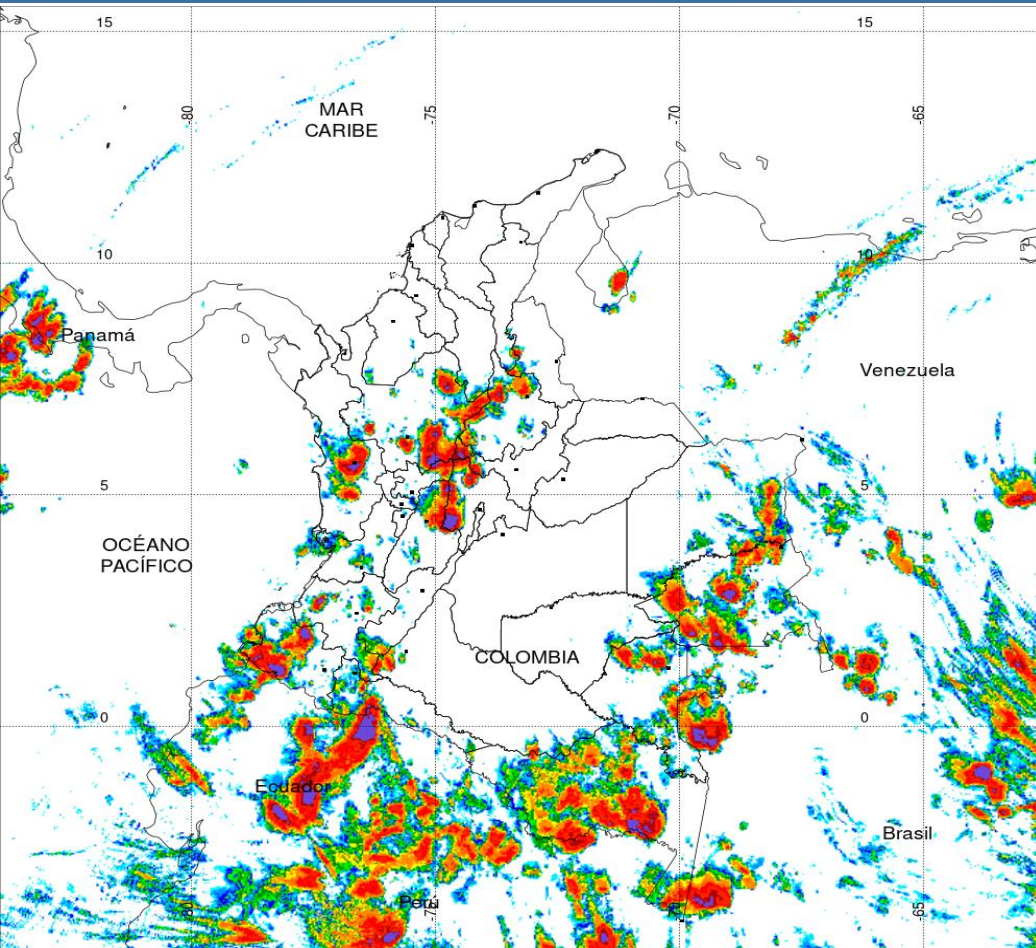 15
15
-80
-75
-70
-65
MAR
CARIBE
10
10
Panamá
Venezuela
5
5
OCÉANO
PACÍFICO
COLOMBIA
0
0
Ecuador
Brasil
Perú
-80
-75
-70
-65